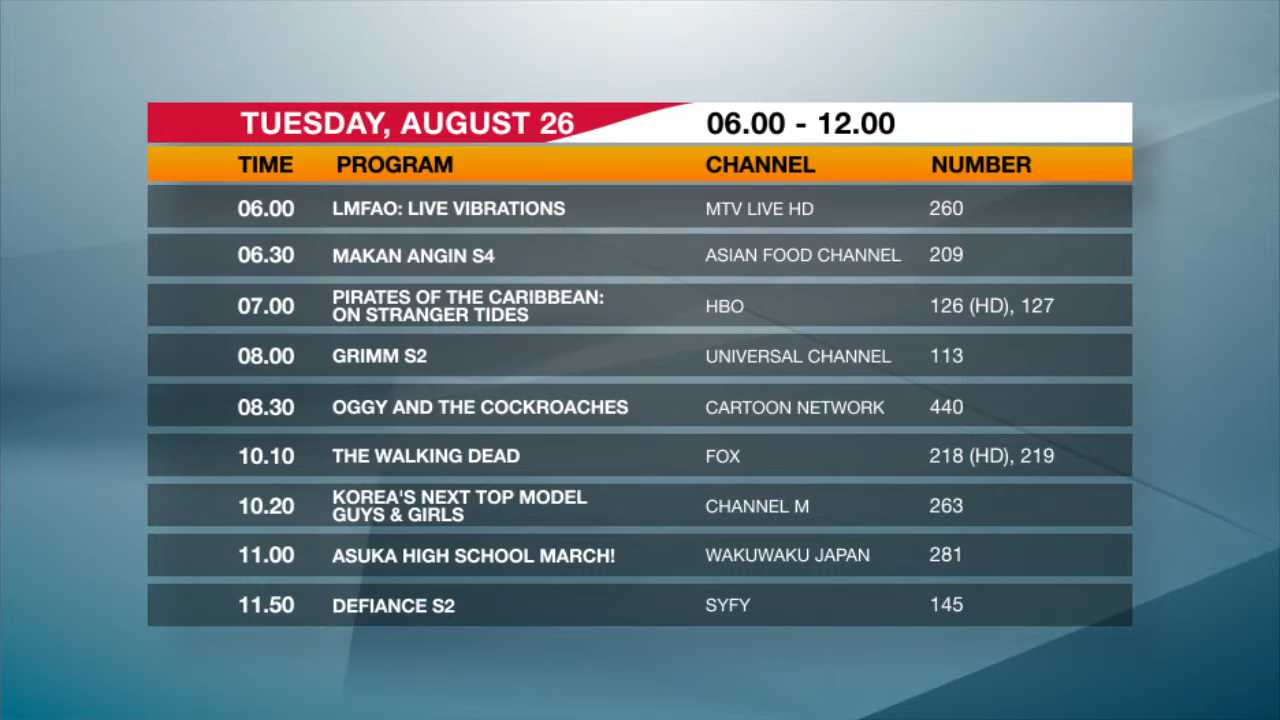 TUESDAY, AUGUST 26 06.00 - 12.00
TIME PROGRAM CHANNEL NUMBER
06.00 LMFAO: LIVE VIBRATIONS MTV LIVE HD 260
06.30 MAKAN ANGIN S4 ASIAN FOOD CHANNEL 209
07.00 PIRATES OF THE CARIBBEAN: HBO 126 (HD), 127
ON STRANGER TIDES
08.00 GRIMM S2 UNIVERSAL CHANNEL 113
08.30 OGGY AND THE COCKROACHES CARTOON NETWORK 440
10.10 THE WALKING DEAD FOX 218 (HD), 219
10.20 KOREA'S NEXT TOP MODEL CHANNEL M 263
GUYS & GIRLS
11.00 ASUKA HIGH SCHOOL MARCH! WAKUWAKU JAPAN 281
11.50 DEFIANCE S2 SYFY 145